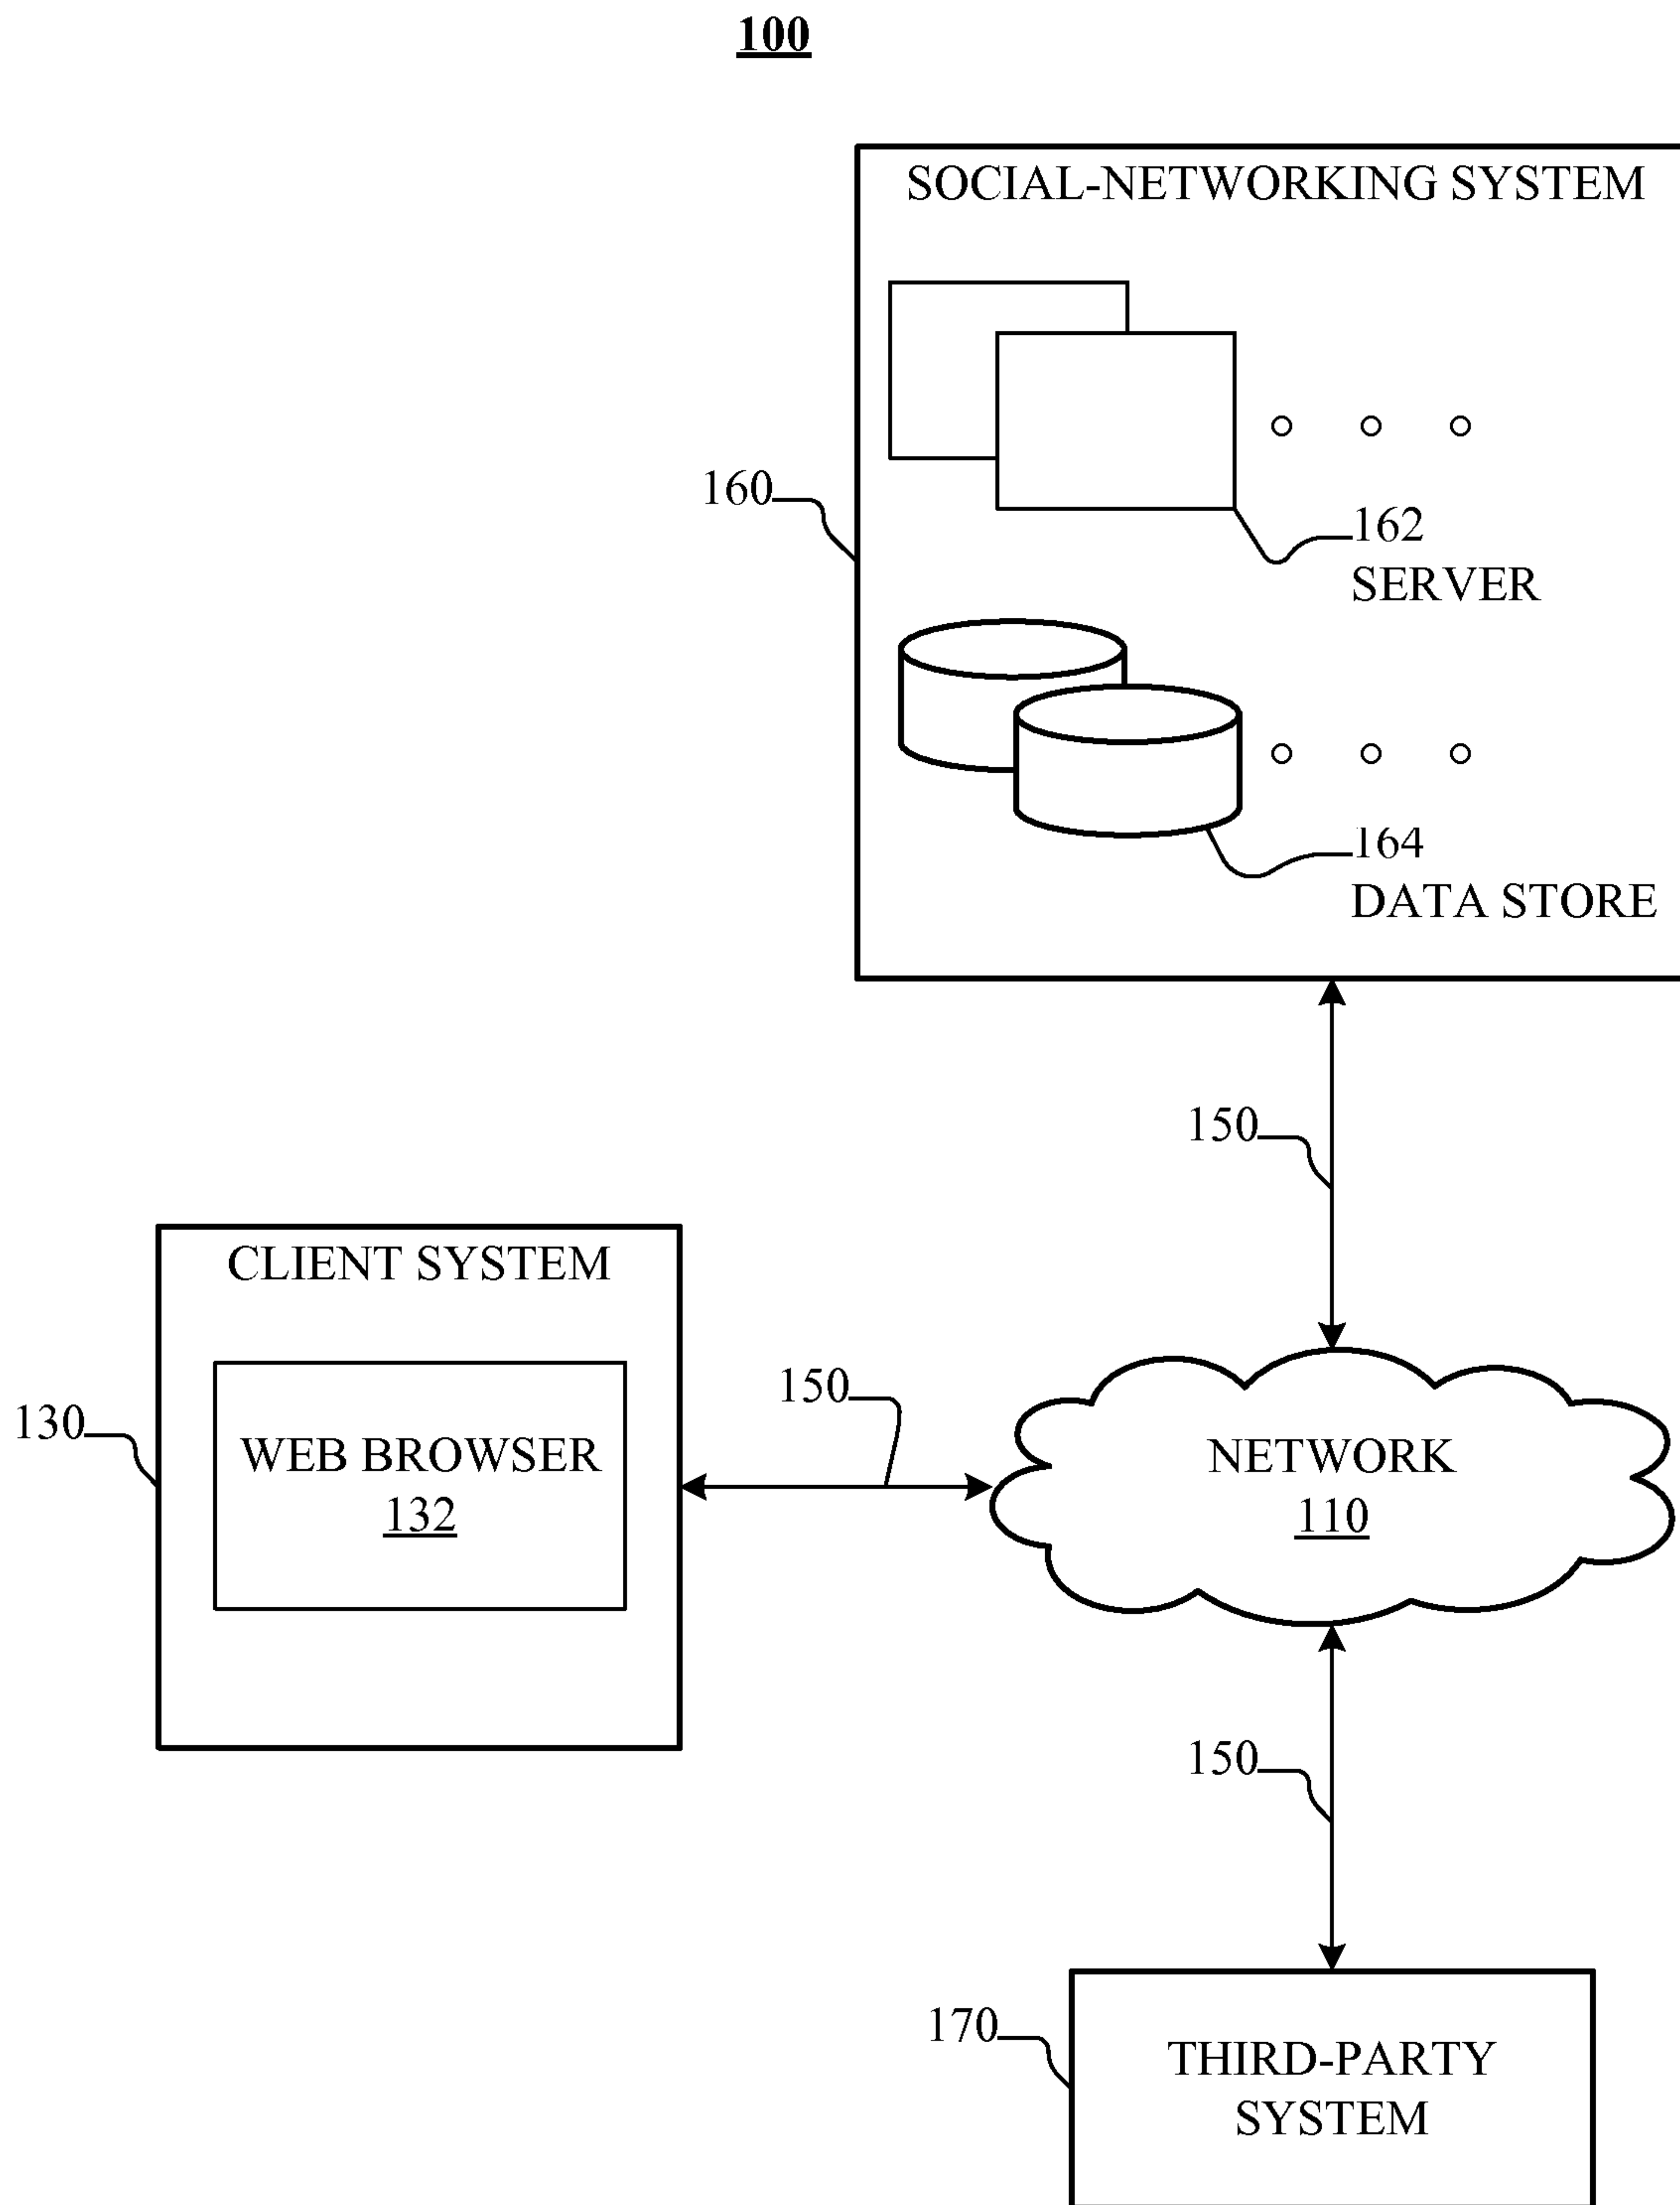 100
SOCIAL-NETWORKING SYSTEM
160
162
SERVER
164
DATA STORE
150
CLIENT SYSTEM
130
WEB BROWSER
132
150
NETWORK
110
150
170
THIRD-PARTY
SYSTEM